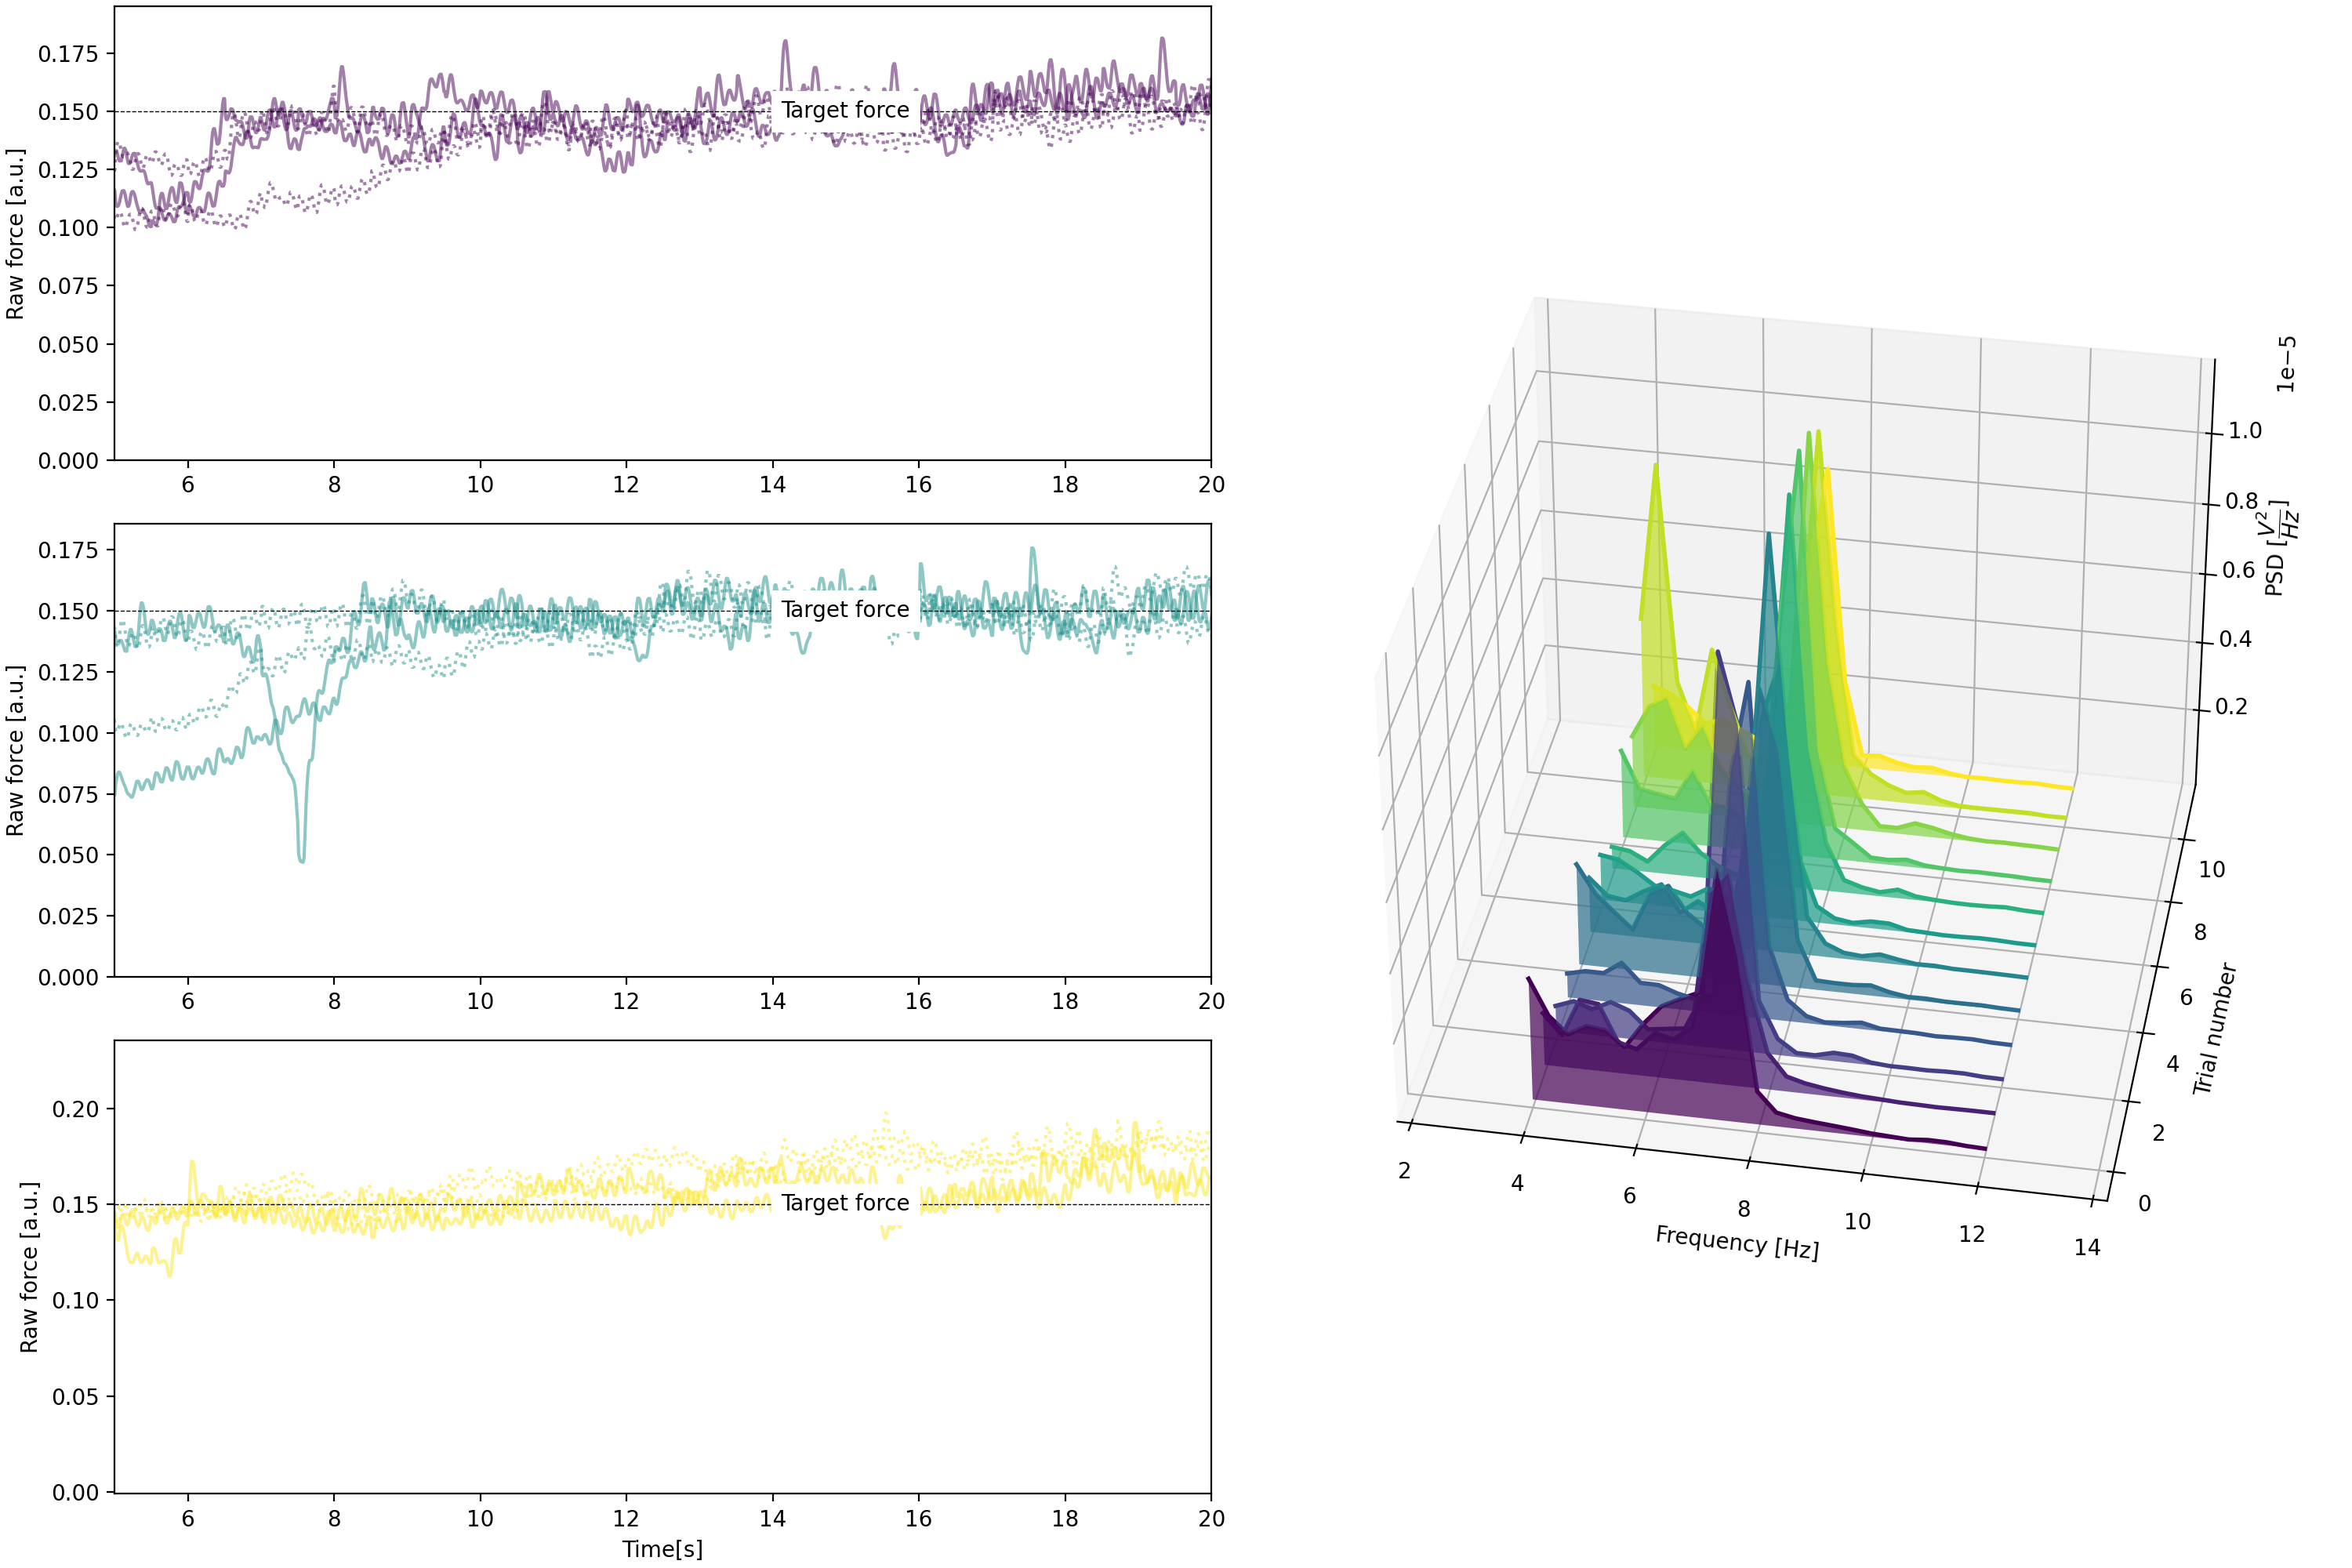 0.175
0.150
0.125
0.100
0.075
0.050
0.025
0.000
Raw force [a.u.]
Target force
6 8 10 12 14 16 18 20
0.175
0.150
0.125
0.100
0.075
0.050
0.025
0.000
Raw force [a.u.]
Target force
6 8 10 12 14 16 18 20
0.20
0.15
0.10
0.05
0.00
Raw force [a.u.]
Target force
6 8 10 12 14 16 18 20
Time[s]
1e−5
1.0
0.8
0.6
0.4
0.2
PSD [V²/Hz]
10
8
6
4
2
0
Trial number
2 4 6 8 10 12 14
Frequency [Hz]